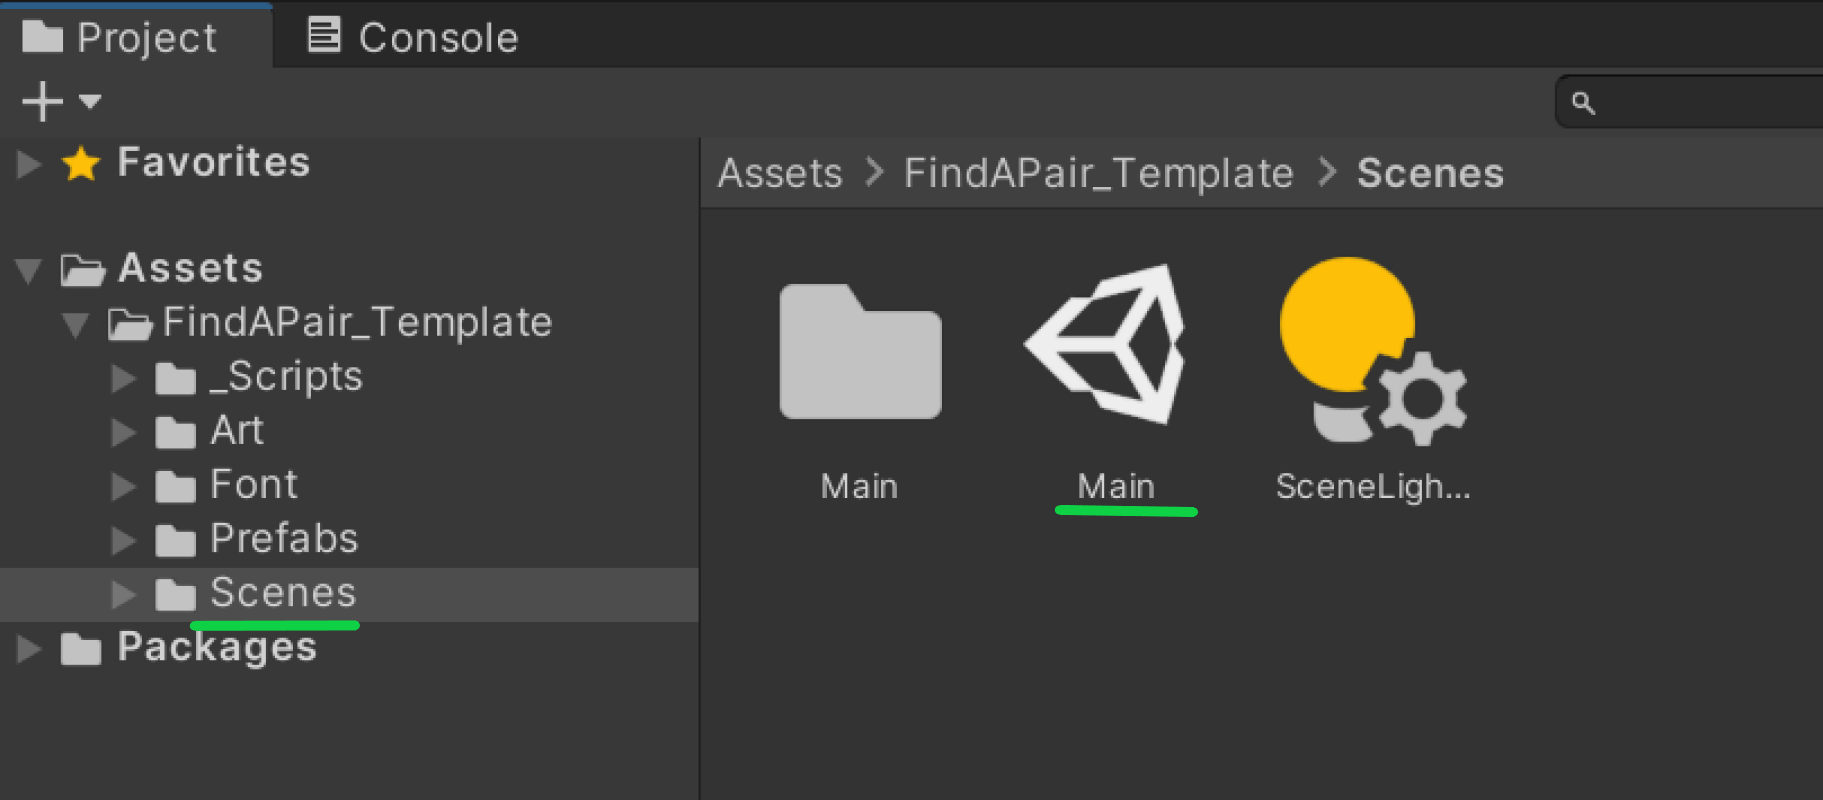 Project
Console
Favorites
Assets > FindAPair_Template > Scenes
Assets
FindAPair_Template
_Scripts
Art
Font
Prefabs
Scenes
Packages
Main
Main
SceneLigh...